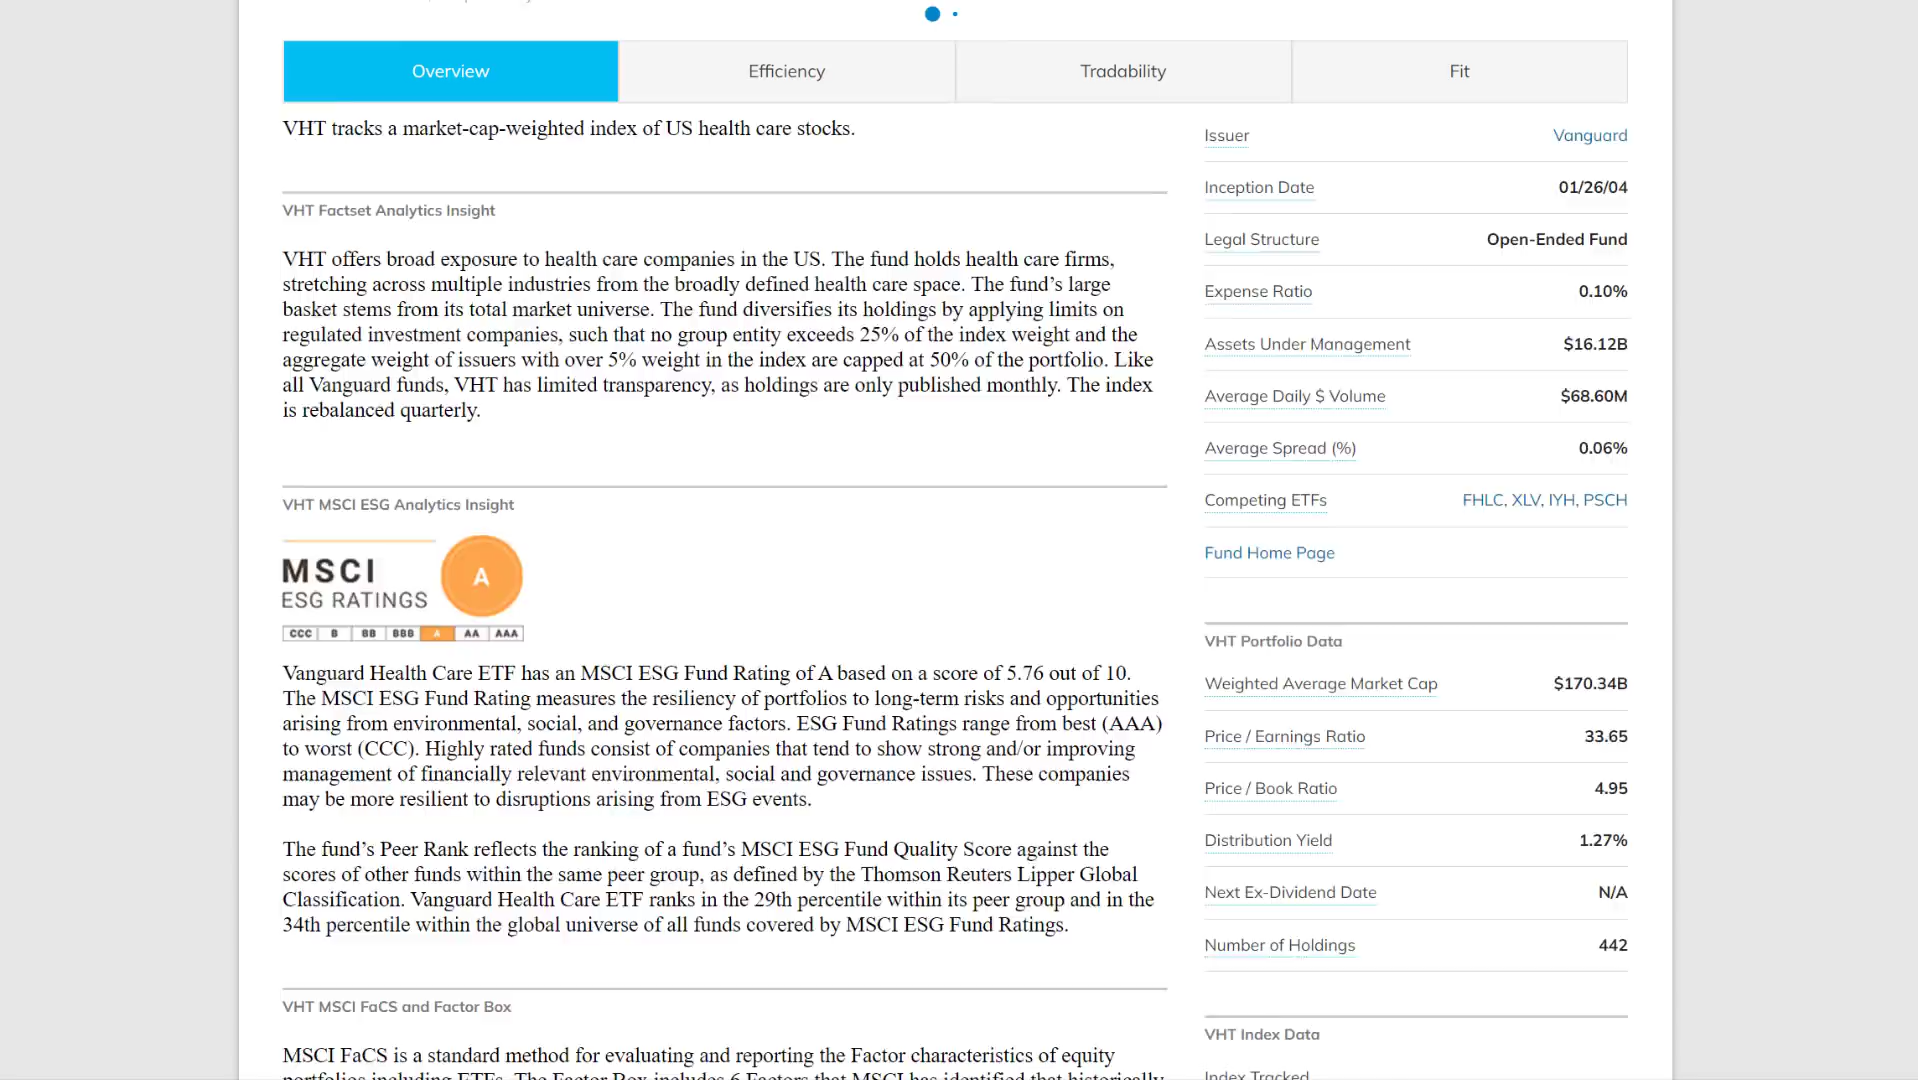 Overview
Efficiency
Tradability
Fit
VHT tracks a market-cap-weighted index of US health care stocks.
VHT Factset Analytics Insight
VHT offers broad exposure to health care companies in the US. The fund holds health care firms,
stretching across multiple industries from the broadly defined health care space. The fund’s large
basket stems from its total market universe. The fund diversifies its holdings by applying limits on
regulated investment companies, such that no group entity exceeds 25% of the index weight and the
aggregate weight of issuers with over 5% weight in the index are capped at 50% of the portfolio. Like
all Vanguard funds, VHT has limited transparency, as holdings are only published monthly. The index
is rebalanced quarterly.
VHT MSCI ESG Analytics Insight
MSCI
ESG RATINGS
A
CCC B BB BBB A AA AAA
Vanguard Health Care ETF has an MSCI ESG Fund Rating of A based on a score of 5.76 out of 10.
The MSCI ESG Fund Rating measures the resiliency of portfolios to long-term risks and opportunities
arising from environmental, social, and governance factors. ESG Fund Ratings range from best (AAA)
to worst (CCC). Highly rated funds consist of companies that tend to show strong and/or improving
management of financially relevant environmental, social and governance issues. These companies
may be more resilient to disruptions arising from ESG events.
The fund’s Peer Rank reflects the ranking of a fund’s MSCI ESG Fund Quality Score against the
scores of other funds within the same peer group, as defined by the Thomson Reuters Lipper Global
Classification. Vanguard Health Care ETF ranks in the 29th percentile within its peer group and in the
34th percentile within the global universe of all funds covered by MSCI ESG Fund Ratings.
VHT MSCI FaCS and Factor Box
MSCI FaCS is a standard method for evaluating and reporting the Factor characteristics of equity
portfolios including ETFs. The Factor Box includes 6 Factors that MSCI has identified that historically
Issuer Vanguard
Inception Date 01/26/04
Legal Structure Open-Ended Fund
Expense Ratio 0.10%
Assets Under Management $16.12B
Average Daily $ Volume $68.60M
Average Spread (%) 0.06%
Competing ETFs FHLC, XLV, IYH, PSCH
Fund Home Page
VHT Portfolio Data
Weighted Average Market Cap $170.34B
Price / Earnings Ratio 33.65
Price / Book Ratio 4.95
Distribution Yield 1.27%
Next Ex-Dividend Date N/A
Number of Holdings 442
VHT Index Data
Index Tracked